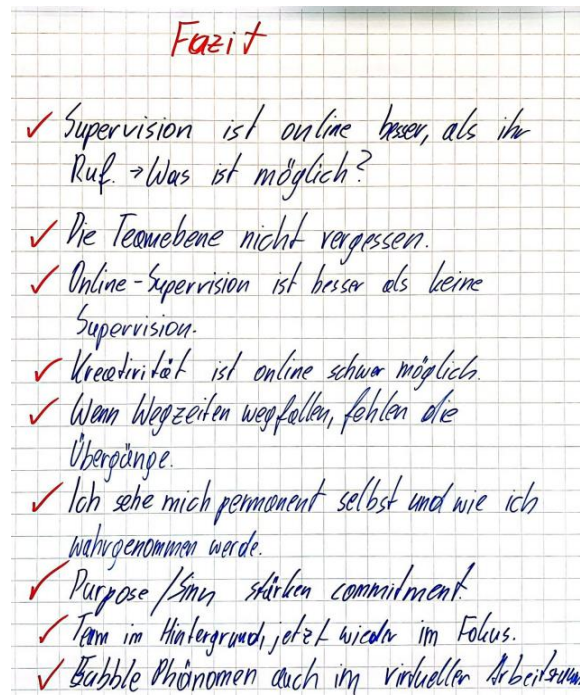 Fazit
✓ Supervision ist online besser, als ihr
Ruf. → Was ist möglich?
✓ Die Teamebene nicht vergessen.
✓ Online-Supervision ist besser als keine
Supervision.
✓ Kreativität ist online schwer möglich.
✓ Wenn Wegzeiten wegfallen, fehlen die
Übergänge.
✓ Ich sehe mich permanent selbst und wie ich
wahrgenommen werde.
✓ Purpose/Sinn stärken commitment.
✓ Team im Hintergrund, jetzt wieder im Fokus.
✓ Bubble Phänomen auch im virtueller